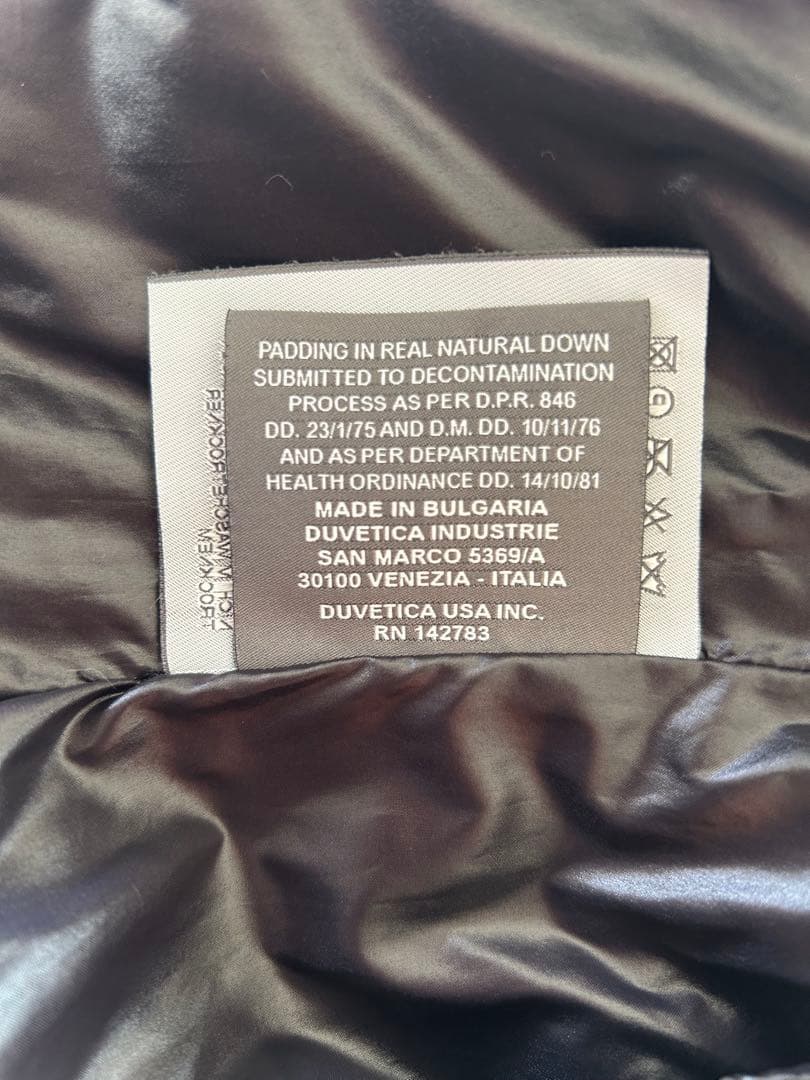 PADDING IN REAL NATURAL DOWN
SUBMITTED TO DECONTAMINATION
PROCESS AS PER D.P.R. 846
DD. 23/1/75 AND D.M. DD. 10/11/76
AND AS PER DEPARTMENT OF
HEALTH ORDINANCE DD. 14/10/81
MADE IN BULGARIA
DUVETICA INDUSTRIE
SAN MARCO 5369/A
30100 VENEZIA - ITALIA
DUVETICA USA INC.
RN 142783